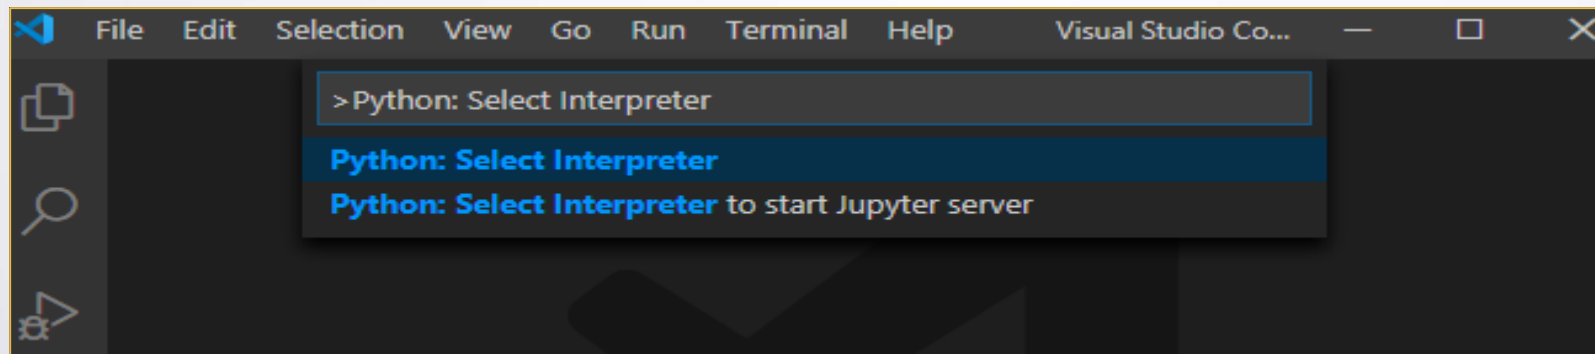 File Edit Selection View Go Run Terminal Help Visual Studio Co...
>Python: Select Interpreter
Python: Select Interpreter
Python: Select Interpreter to start Jupyter server